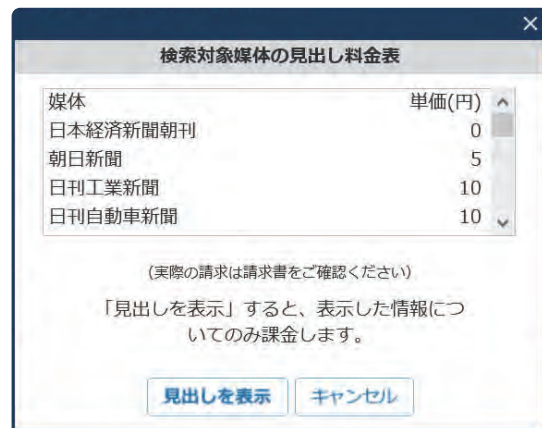 ×
検索対象媒体の見出し料金表
媒体 単価(円)
日本経済新聞朝刊 0
朝日新聞 5
日刊工業新聞 10
日刊自動車新聞 10
(実際の請求は請求書をご確認ください)
「見出しを表示」すると、表示した情報につ
いてのみ課金します。
見出しを表示 キャンセル